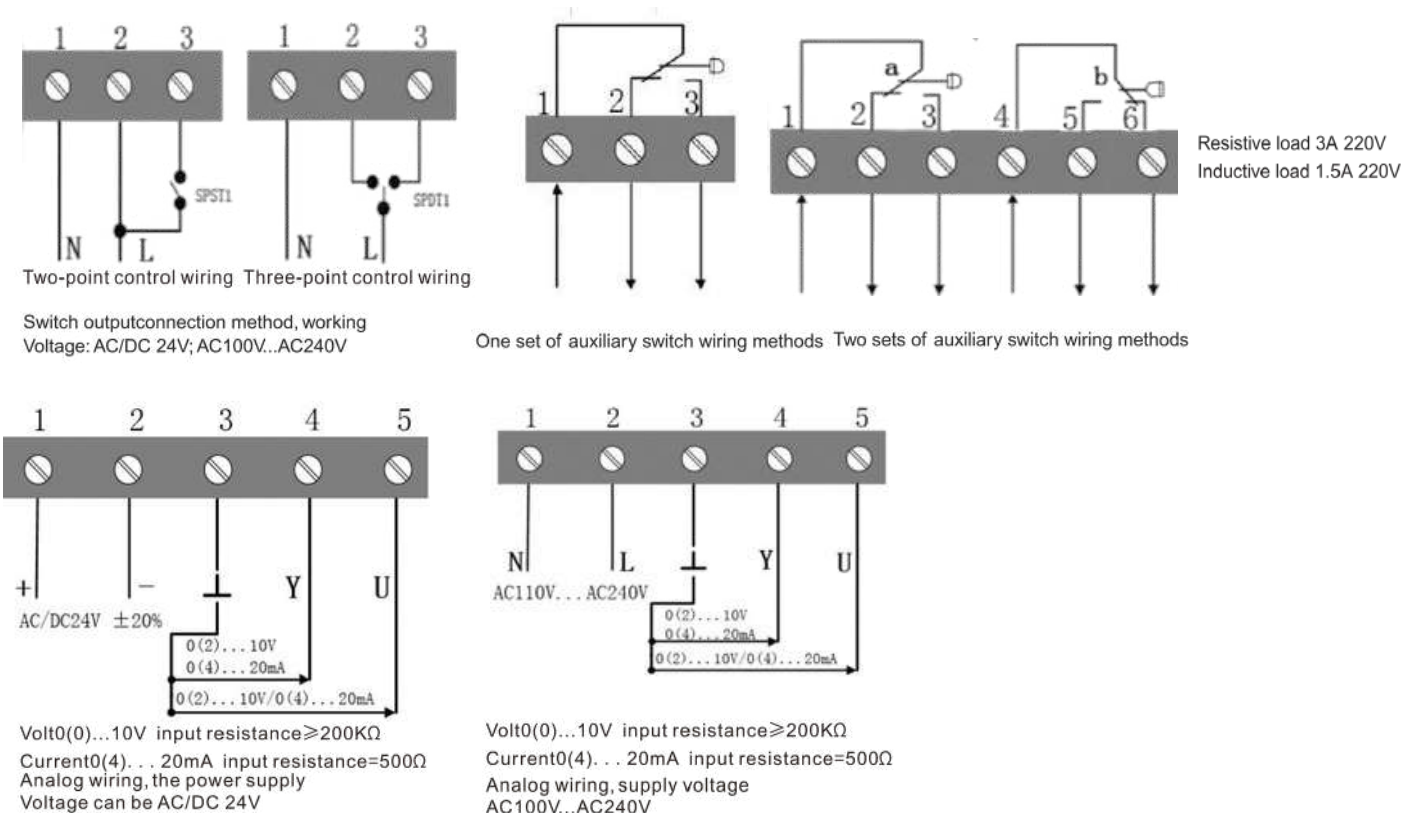 1 2 3
N L SPST1
Two-point control wiring
1 2 3
N L SPDT1
Three-point control wiring
Switch outputconnection method, working
Voltage: AC/DC 24V; AC100V...AC240V
1 2 3
One set of auxiliary switch wiring methods
a b
1 2 3 4 5 6
Two sets of auxiliary switch wiring methods
Resistive load 3A 220V
Inductive load 1.5A 220V
1 2 3 4 5
+ - Y U
AC/DC24V ±20%
0(2)...10V
0(4)...20mA
0(2)...10V/0(4)...20mA
Volt0(0)...10V input resistance≥200KΩ
Current0(4). . . 20mA input resistance=500Ω
Analog wiring, the power supply
Voltage can be AC/DC 24V
1 2 3 4 5
N L Y U
AC110V...AC240V
0(2)...10V
0(4)...20mA
0(2)...10V/0(4)...20mA
Volt0(0)...10V input resistance≥200KΩ
Current0(4). . . 20mA input resistance=500Ω
Analog wiring, supply voltage
AC100V...AC240V